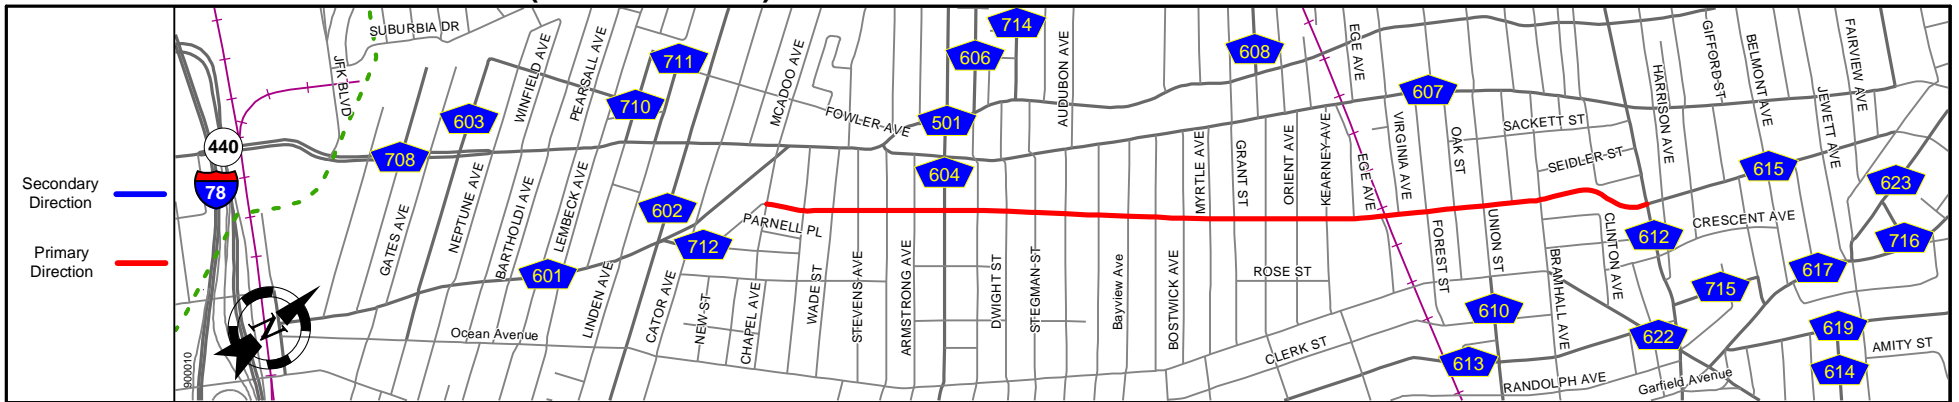 Secondary
Direction
Primary
Direction
SUBURBIA DR
JFK BLVD
440
78
708
603
GATES AVE
NEPTUNE AVE
WINFIELD AVE
BARTHOLDI AVE
PEARSALL AVE
LEMBECK AVE
601
710
711
LINDEN AVE
602
712
CATOR AVE
Ocean Avenue
NEW ST
CHAPEL AVE
PARNELL PL
MCADOO AVE
FOWLER AVE
WADE ST
STEVENS AVE
ARMSTRONG AVE
501
604
606
714
DWIGHT ST
STEGMAN ST
AUDUBON AVE
Bayview Ave
BOSTWICK AVE
MYRTLE AVE
GRANT ST
608
ROSE ST
ORIENT AVE
KEARNEY AVE
EGE AVE
EGE AVE
CLERK ST
VIRGINIA AVE
607
OAK ST
FOREST ST
UNION ST
610
613
SACKETT ST
SEIDLER ST
BRAMHALL AVE
RANDOLPH AVE
CLINTON AVE
HARRISON AVE
612
622
Garfield Avenue
GIFFORD ST
BELMONT AVE
615
CRESCENT AVE
715
JEWETT AVE
FAIRVIEW AVE
617
623
716
619
614
AMITY ST
N
900010